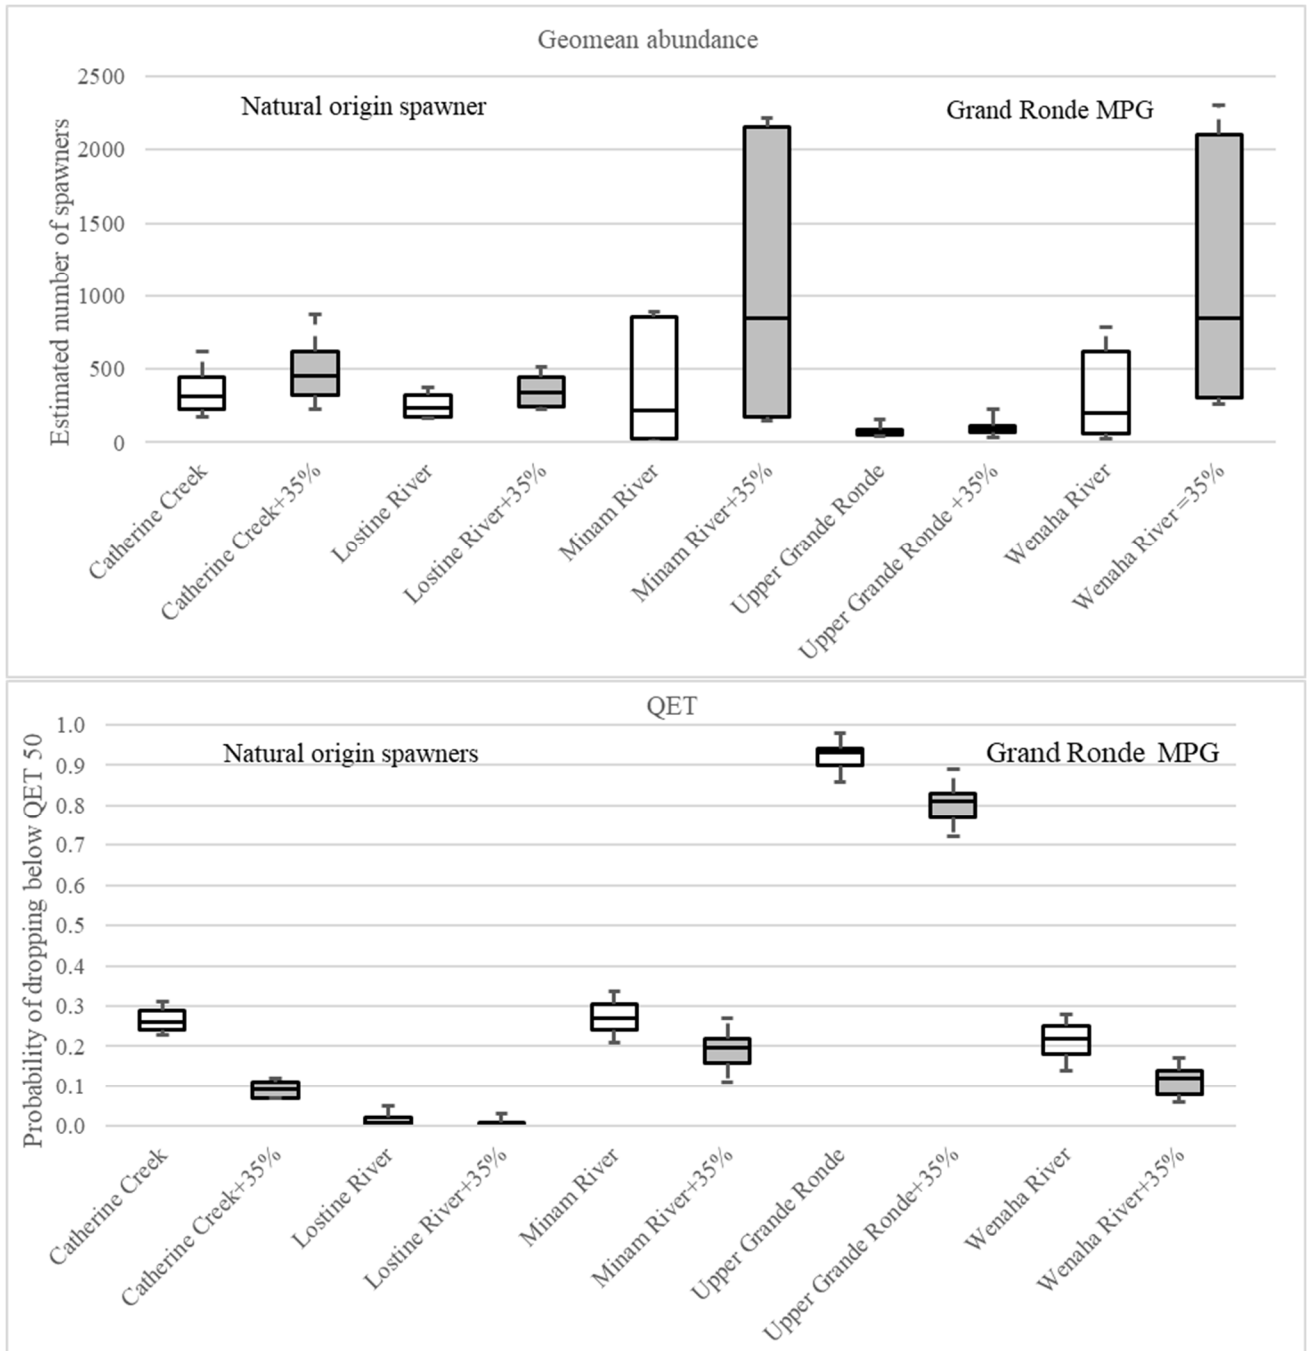 Geomean abundance
Natural origin spawner
Grand Ronde MPG
Estimated number of spawners
2500
2000
1500
1000
500
0
Catherine Creek
Catherine Creek+35%
Lostine River
Lostine River+35%
Minam River
Minam River+35%
Upper Grande Ronde
Upper Grande Ronde +35%
Wenaha River
Wenaha River =35%
QET
Natural origin spawners
Grand Ronde MPG
Probability of dropping below QET 50
1.0
0.9
0.8
0.7
0.6
0.5
0.4
0.3
0.2
0.1
0.0
Catherine Creek
Catherine Creek+35%
Lostine River
Lostine River+35%
Minam River
Minam River+35%
Upper Grande Ronde
Upper Grande Ronde+35%
Wenaha River
Wenaha River+35%